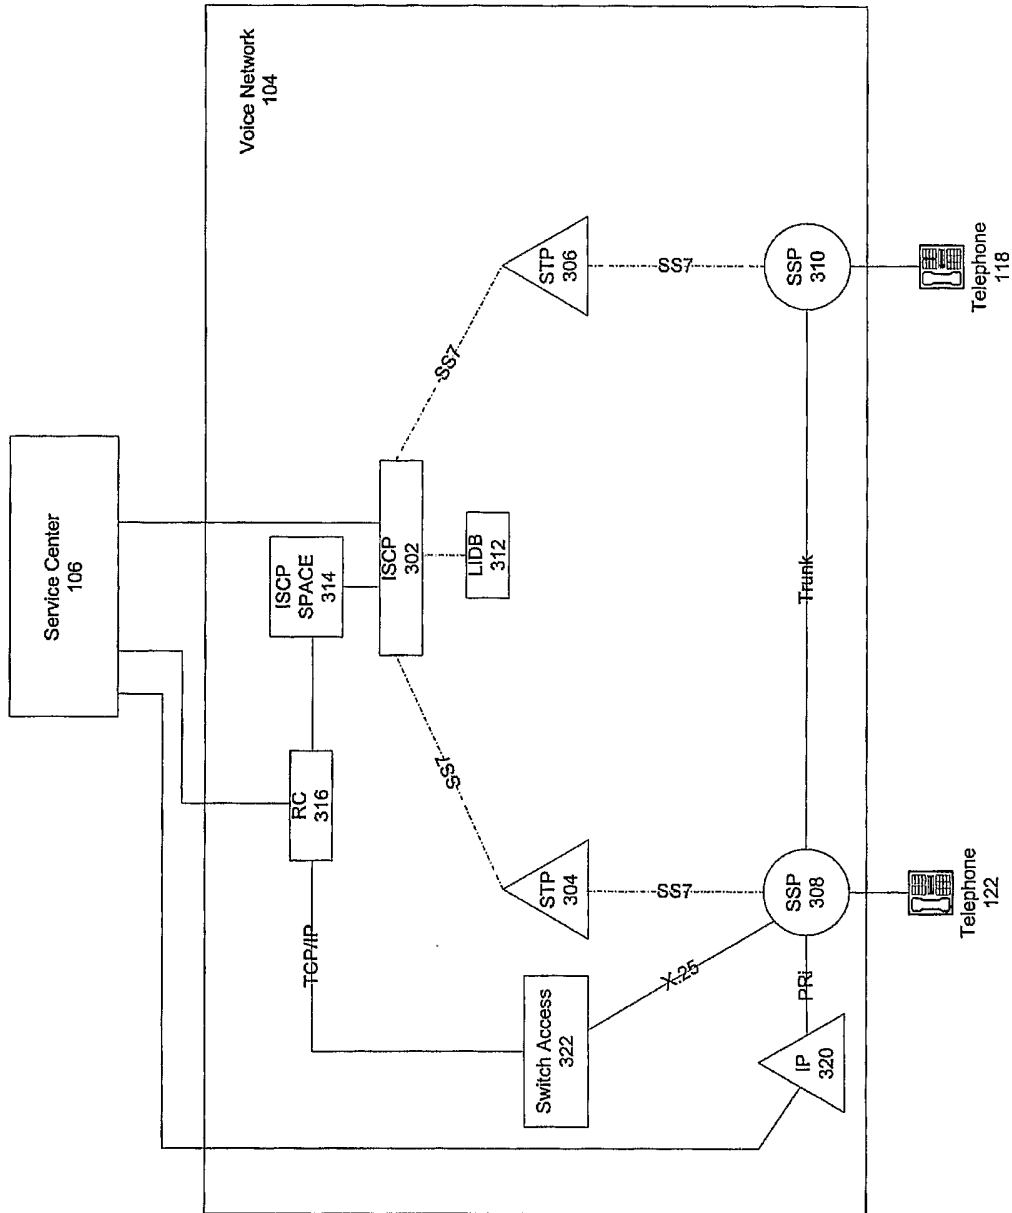 Service Center
106
Voice Network
104
ISCP
SPACE
314
ISCP
302
LIDB
312
RC
316
TCP/IP
SS7
SS7
STP
304
STP
306
SS7
SS7
Switch Access
322
X.25
PRI
IP
320
SSP
308
Trunk
SSP
310
Telephone
122
Telephone
118